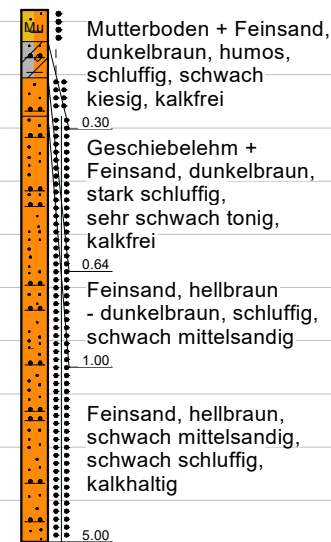 Mu
Mutterboden + Feinsand,
dunkelbraun, humos,
schluffig, schwach
kiesig, kalkfrei
0.30
Geschiebelehm +
Feinsand, dunkelbraun,
stark schluffig,
sehr schwach tonig,
kalkfrei
0.64
Feinsand, hellbraun
- dunkelbraun, schluffig,
schwach mittelsandig
1.00
Feinsand, hellbraun,
schwach mittelsandig,
schwach schluffig,
kalkhaltig
5.00